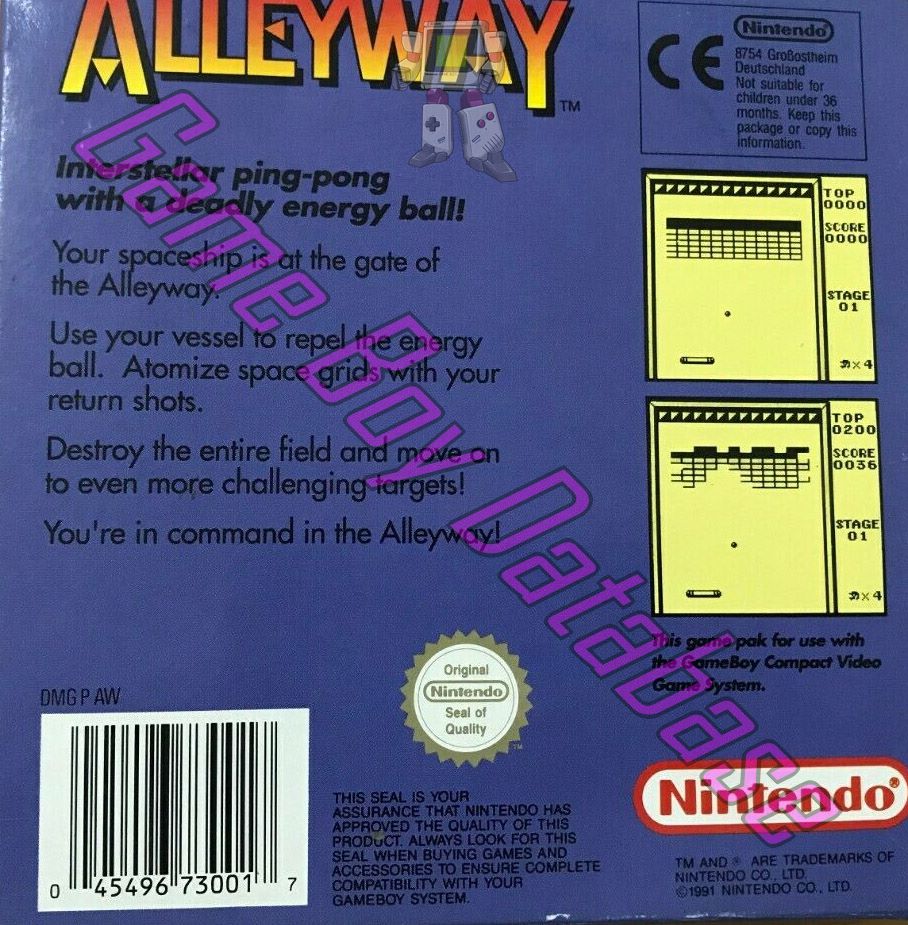 ALLEYWAY™
Interstellar ping-pong
with a deadly energy ball!
Your spaceship is at the gate of
the Alleyway.
Use your vessel to repel the energy
ball. Atomize space grids with your
return shots.
Destroy the entire field and move on
to even more challenging targets!
You're in command in the Alleyway!
CE
Nintendo
8754 Großostheim
Deutschland
Not suitable for
children under 36
months. Keep this
package or copy this
information.
TOP
0000
SCORE
0000
STAGE
01
×4
TOP
0200
SCORE
0036
STAGE
01
×4
This game pak for use with
the GameBoy Compact Video
Game System.
Game Boy Database
DMG P AW
0 45496 73001 7
Original
Nintendo
Seal of
Quality
™
THIS SEAL IS YOUR
ASSURANCE THAT NINTENDO HAS
APPROVED THE QUALITY OF THIS
PRODUCT. ALWAYS LOOK FOR THIS
SEAL WHEN BUYING GAMES AND
ACCESSORIES TO ENSURE COMPLETE
COMPATIBILITY WITH YOUR
GAMEBOY SYSTEM.
Nintendo®
TM AND ® ARE TRADEMARKS OF
NINTENDO CO., LTD.
©1991 NINTENDO CO., LTD.